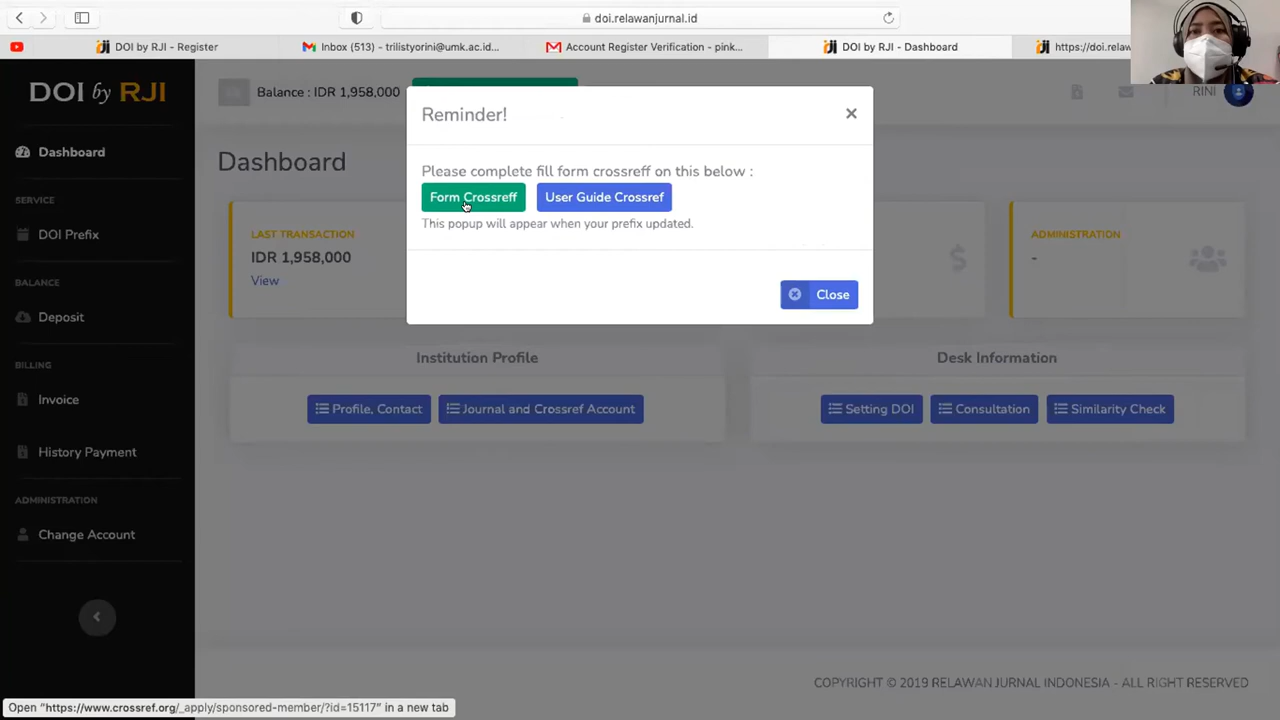 doi.relawanjurnal.id
DOI by RJI - Register
Inbox (513) - trilistyorini@umk.ac.id...
Account Register Verification - pink...
DOI by RJI - Dashboard
https://doi.relaw
DOI by RJI
Balance : IDR 1,958,000
RINI
Dashboard
SERVICE
DOI Prefix
BALANCE
Deposit
BILLING
Invoice
History Payment
ADMINISTRATION
Change Account
Dashboard
LAST TRANSACTION
IDR 1,958,000
View
ADMINISTRATION
-
Reminder!
Please complete fill form crossreff on this below :
Form Crossreff
User Guide Crossref
This popup will appear when your prefix updated.
Close
Institution Profile
Profile, Contact
Journal and Crossref Account
Desk Information
Setting DOI
Consultation
Similarity Check
COPYRIGHT © 2019 RELAWAN JURNAL INDONESIA - ALL RIGHT RESERVED
Open “https://www.crossref.org/_apply/sponsored-member/?id=15117” in a new tab